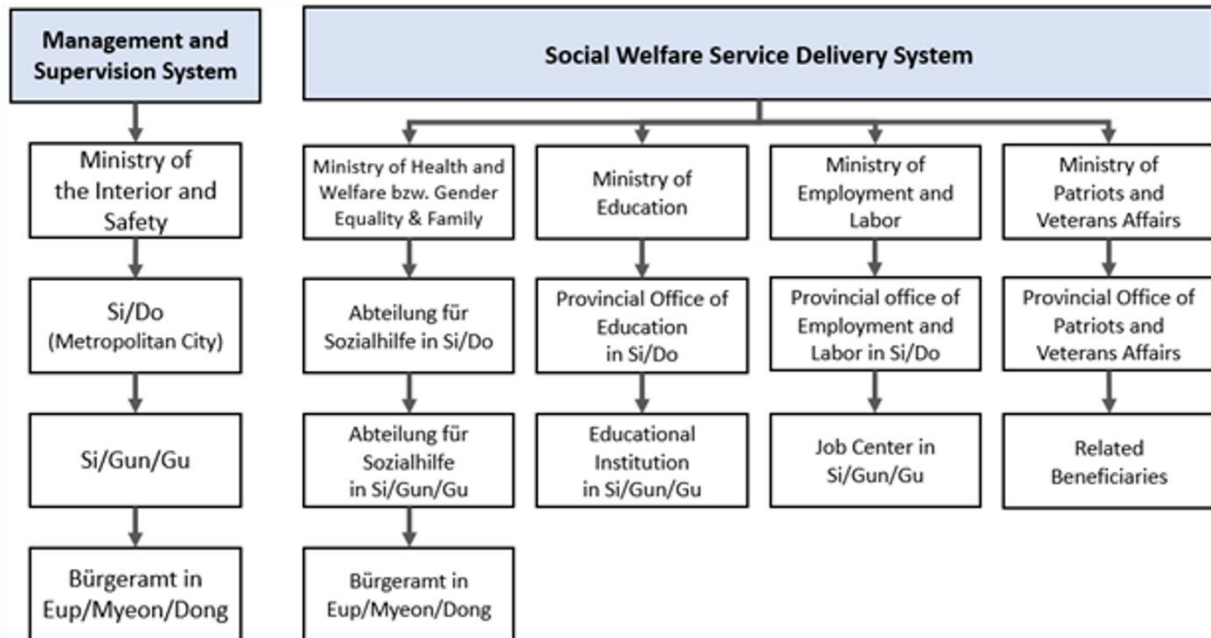 Management and
Supervision System
Social Welfare Service Delivery System
Ministry of
the Interior and
Safety
Ministry of Health and
Welfare bzw. Gender
Equality & Family
Ministry of
Education
Ministry of
Employment and
Labor
Ministry of
Patriots and
Veterans Affairs
Si/Do
(Metropolitan City)
Abteilung für
Sozialhilfe in Si/Do
Provincial Office of
Education
in Si/Do
Provincial office of
Employment and
Labor in Si/Do
Provincial Office of
Patriots and
Veterans Affairs
Si/Gun/Gu
Abteilung für
Sozialhilfe
in Si/Gun/Gu
Educational
Institution
in Si/Gun/Gu
Job Center in
Si/Gun/Gu
Related
Beneficiaries
Bürgeramt in
Eup/Myeon/Dong
Bürgeramt in
Eup/Myeon/Dong